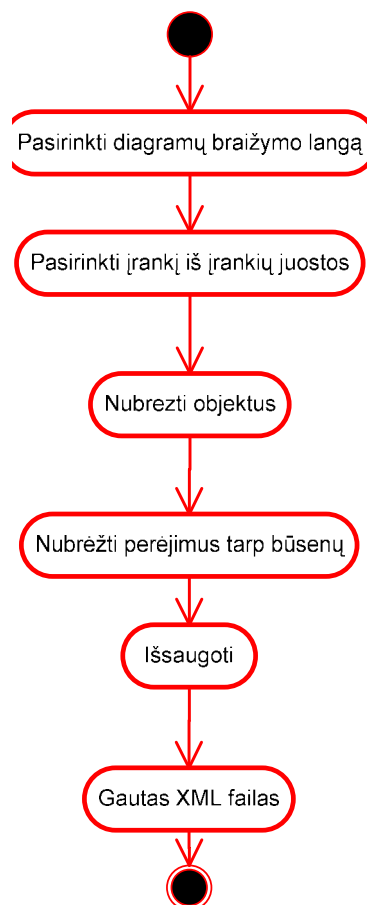 Pasirinkti diagramų braižymo langą
Pasirinkti įrankį iš įrankių juostos
Nubrezti objektus
Nubrėžti perėjimus tarp būsenų
Išsaugoti
Gautas XML failas